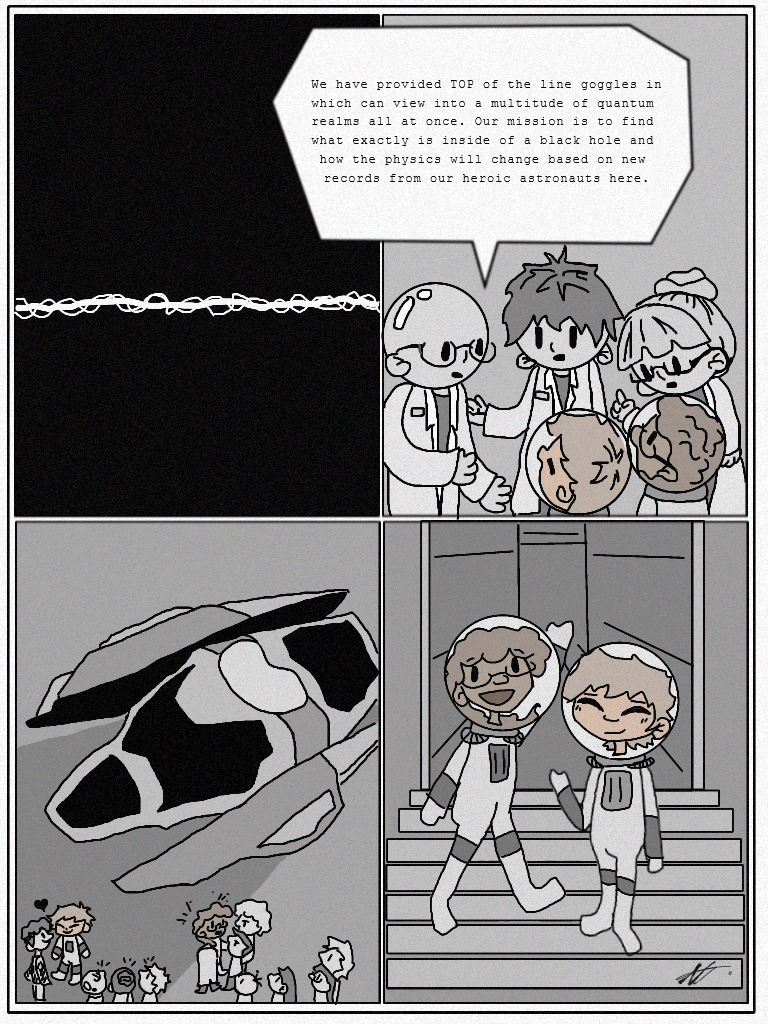 We have provided TOP of the line goggles in
which can view into a multitude of quantum
realms all at once. Our mission is to find
what exactly is inside of a black hole and
how the physics will change based on new
records from our heroic astronauts here.